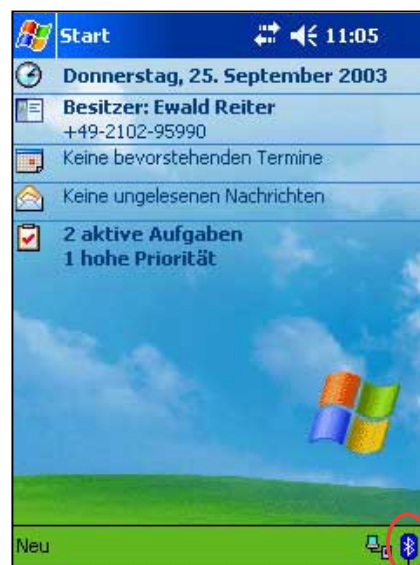 Start 11:05
Donnerstag, 25. September 2003
Besitzer: Ewald Reiter
+49-2102-95990
Keine bevorstehenden Termine
Keine ungelesenen Nachrichten
2 aktive Aufgaben
1 hohe Priorität
Neu